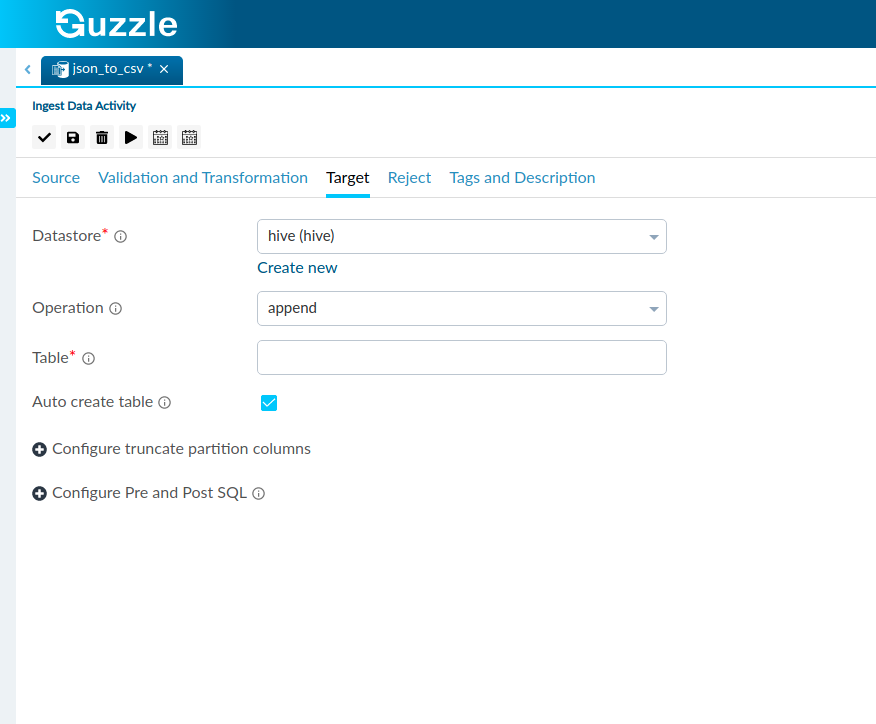 Guzzle
json_to_csv *
Ingest Data Activity
Source Validation and Transformation Target Reject Tags and Description
Datastore* hive (hive)
Create new
Operation append
Table*
Auto create table
Configure truncate partition columns
Configure Pre and Post SQL